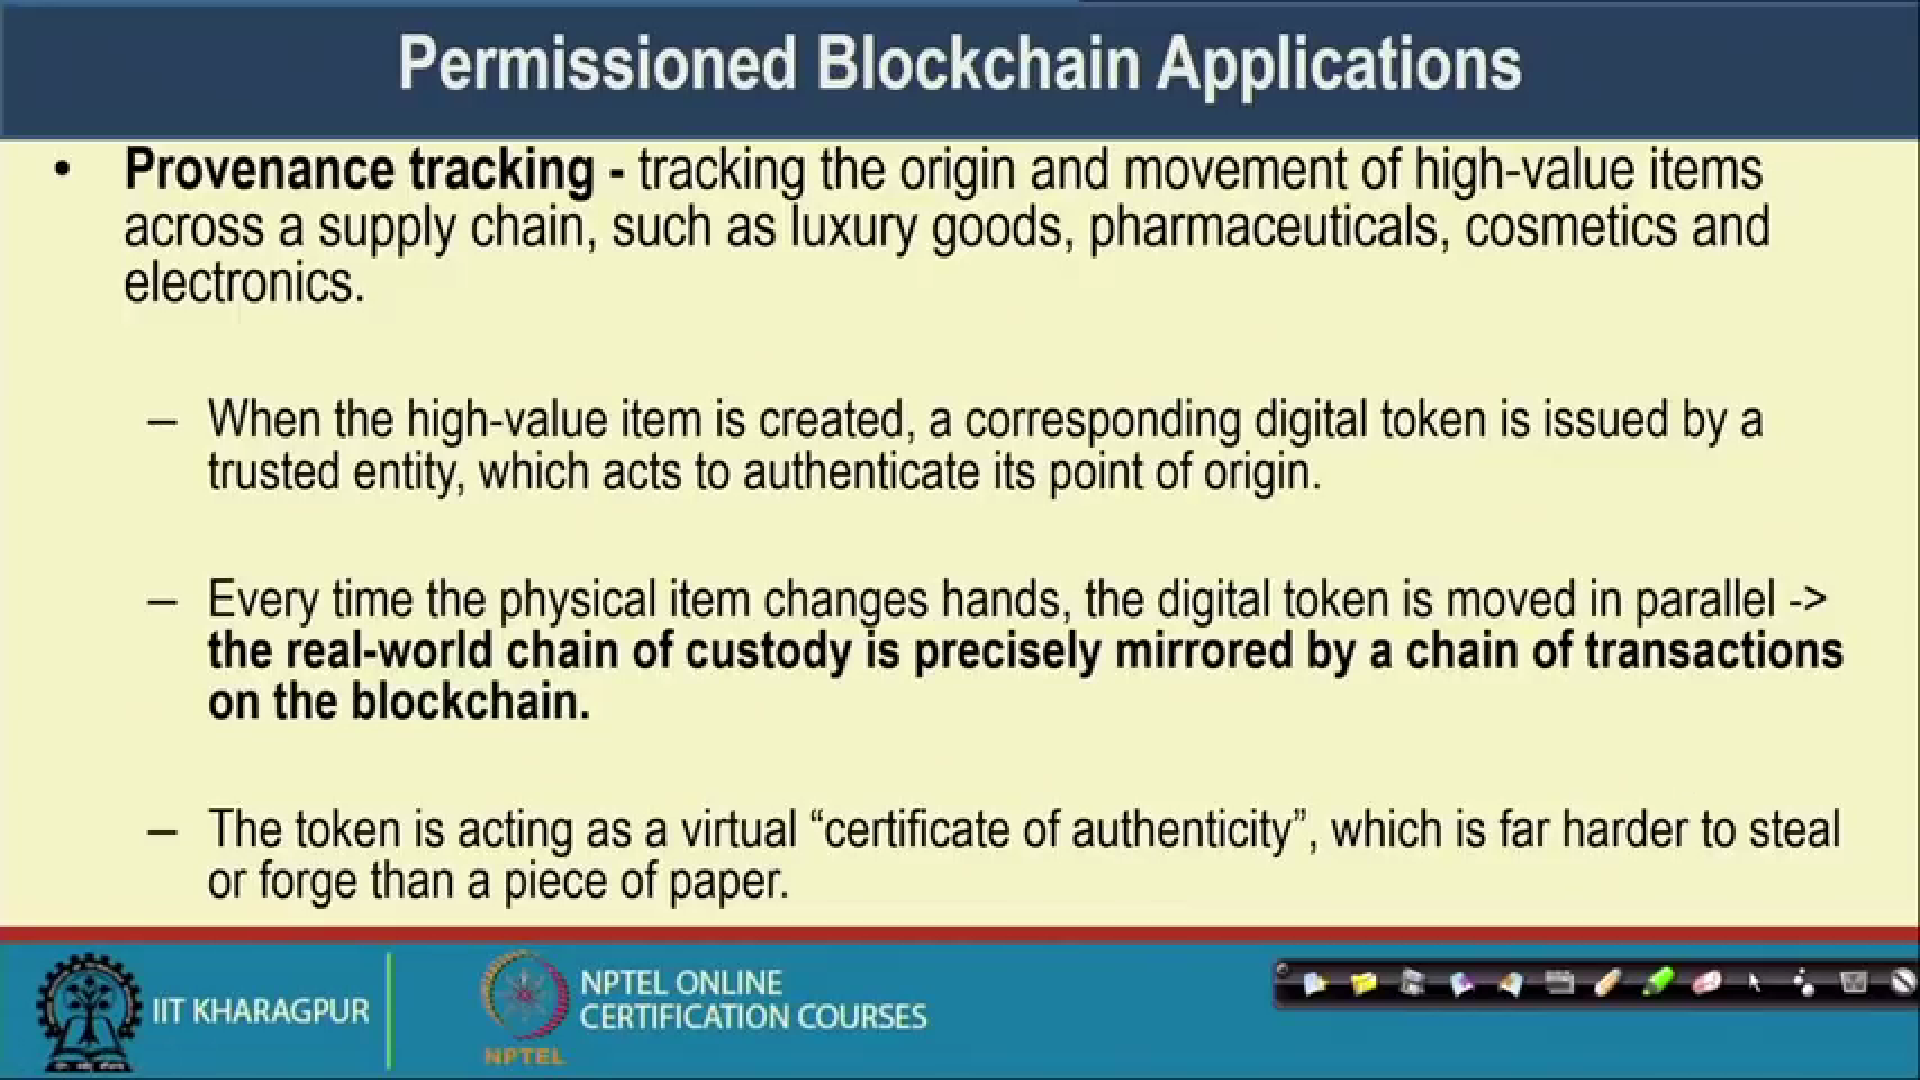 Permissioned Blockchain Applications
• Provenance tracking - tracking the origin and movement of high-value items
across a supply chain, such as luxury goods, pharmaceuticals, cosmetics and
electronics.
– When the high-value item is created, a corresponding digital token is issued by a
trusted entity, which acts to authenticate its point of origin.
– Every time the physical item changes hands, the digital token is moved in parallel ->
the real-world chain of custody is precisely mirrored by a chain of transactions
on the blockchain.
– The token is acting as a virtual “certificate of authenticity”, which is far harder to steal
or forge than a piece of paper.
IIT KHARAGPUR
NPTEL
NPTEL ONLINE
CERTIFICATION COURSES